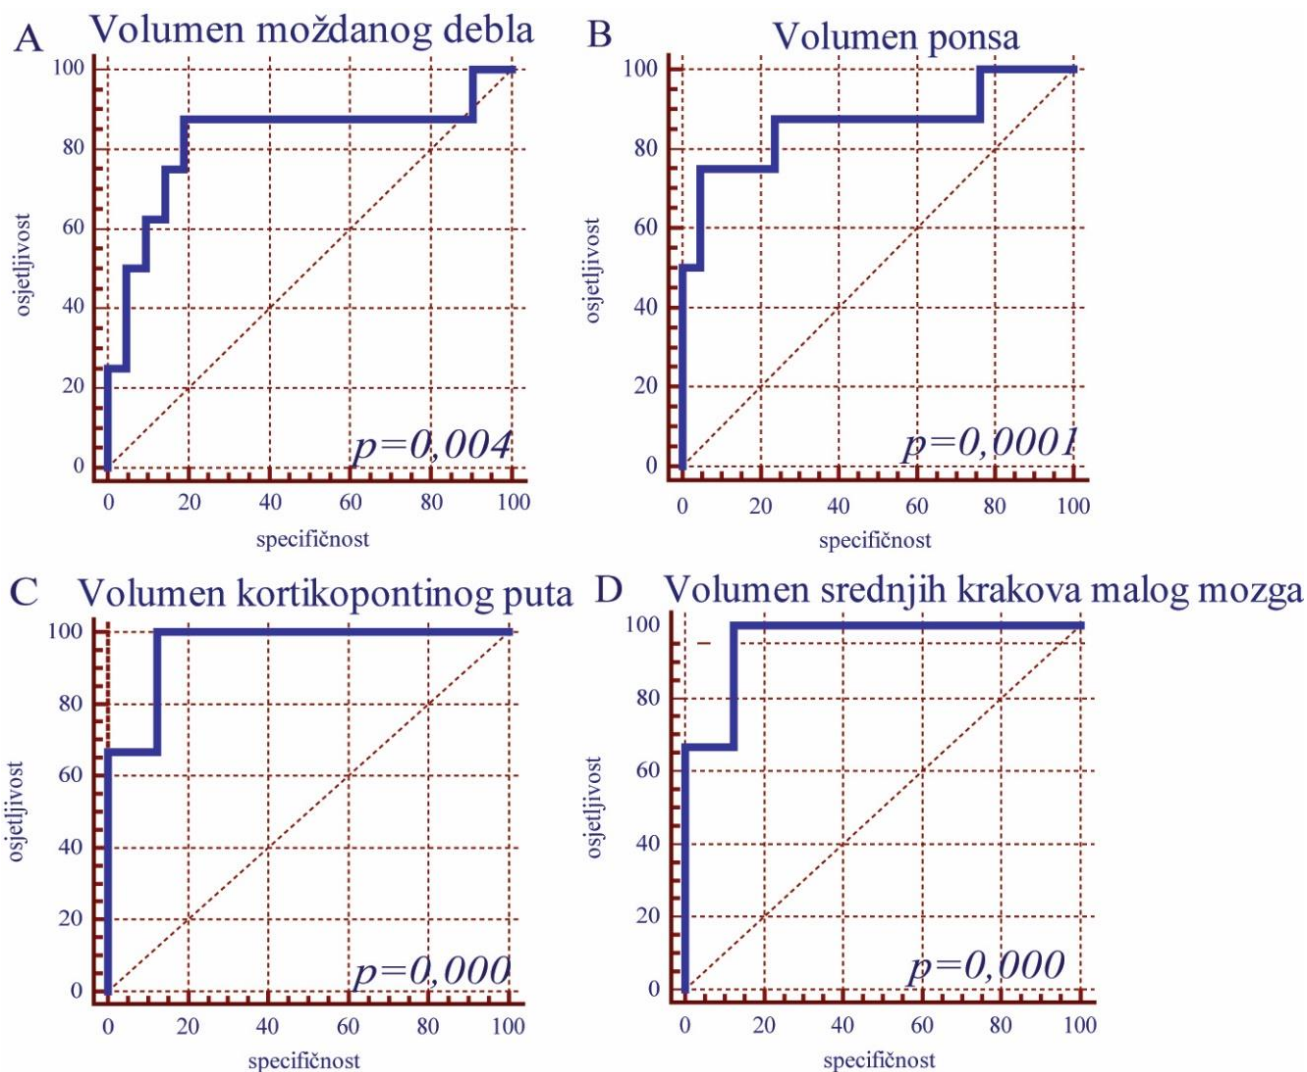 A Volumen moždanog debla
100
80
60
40
20
0
osjetljivost
p=0,004
0 20 40 60 80 100
specifičnost
B Volumen ponsa
100
80
60
40
20
0
osjetljivost
p=0,0001
0 20 40 60 80 100
specifičnost
C Volumen kortikopontinog puta
100
80
60
40
20
0
osjetljivost
p=0,000
0 20 40 60 80 100
specifičnost
D Volumen srednjih krakova malog mozga
100
80
60
40
20
0
osjetljivost
p=0,000
0 20 40 60 80 100
specifičnost